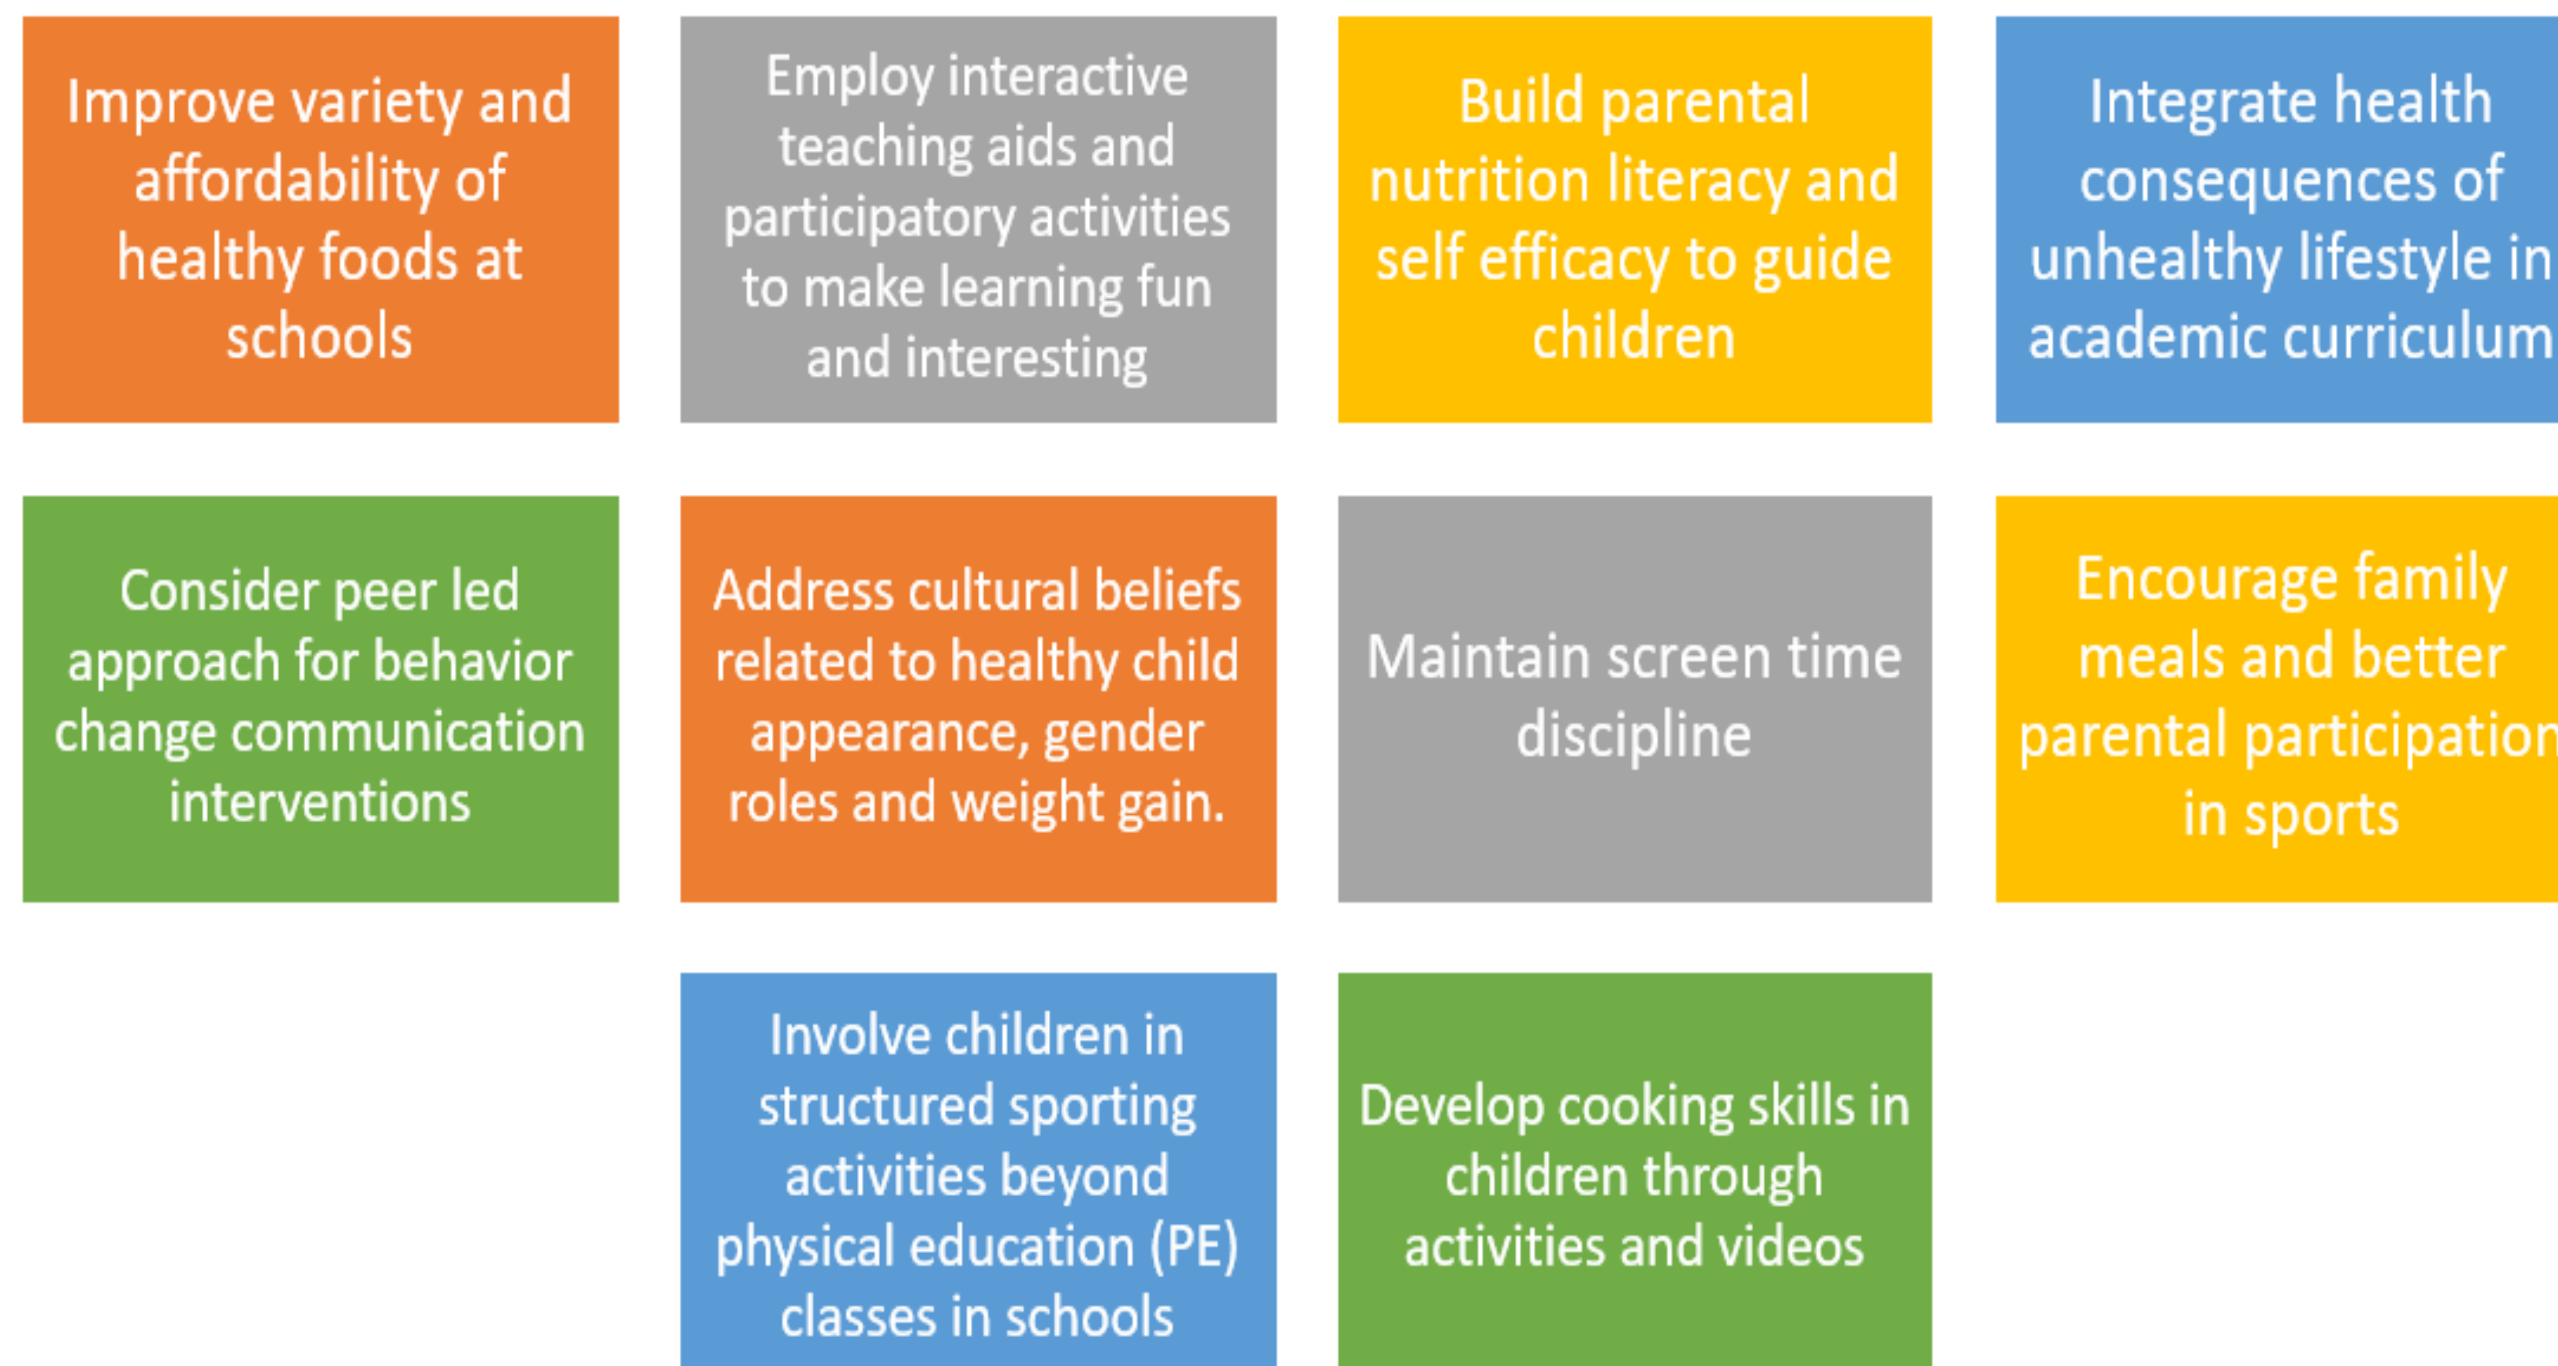 Improve variety and
affordability of
healthy foods at
schools
Employ interactive
teaching aids and
participatory activities
to make learning fun
and interesting
Build parental
nutrition literacy and
self efficacy to guide
children
Integrate health
consequences of
unhealthy lifestyle in
academic curriculum
Consider peer led
approach for behavior
change communication
interventions
Address cultural beliefs
related to healthy child
appearance, gender
roles and weight gain.
Maintain screen time
discipline
Encourage family
meals and better
parental participation
in sports
Involve children in
structured sporting
activities beyond
physical education (PE)
classes in schools
Develop cooking skills in
children through
activities and videos